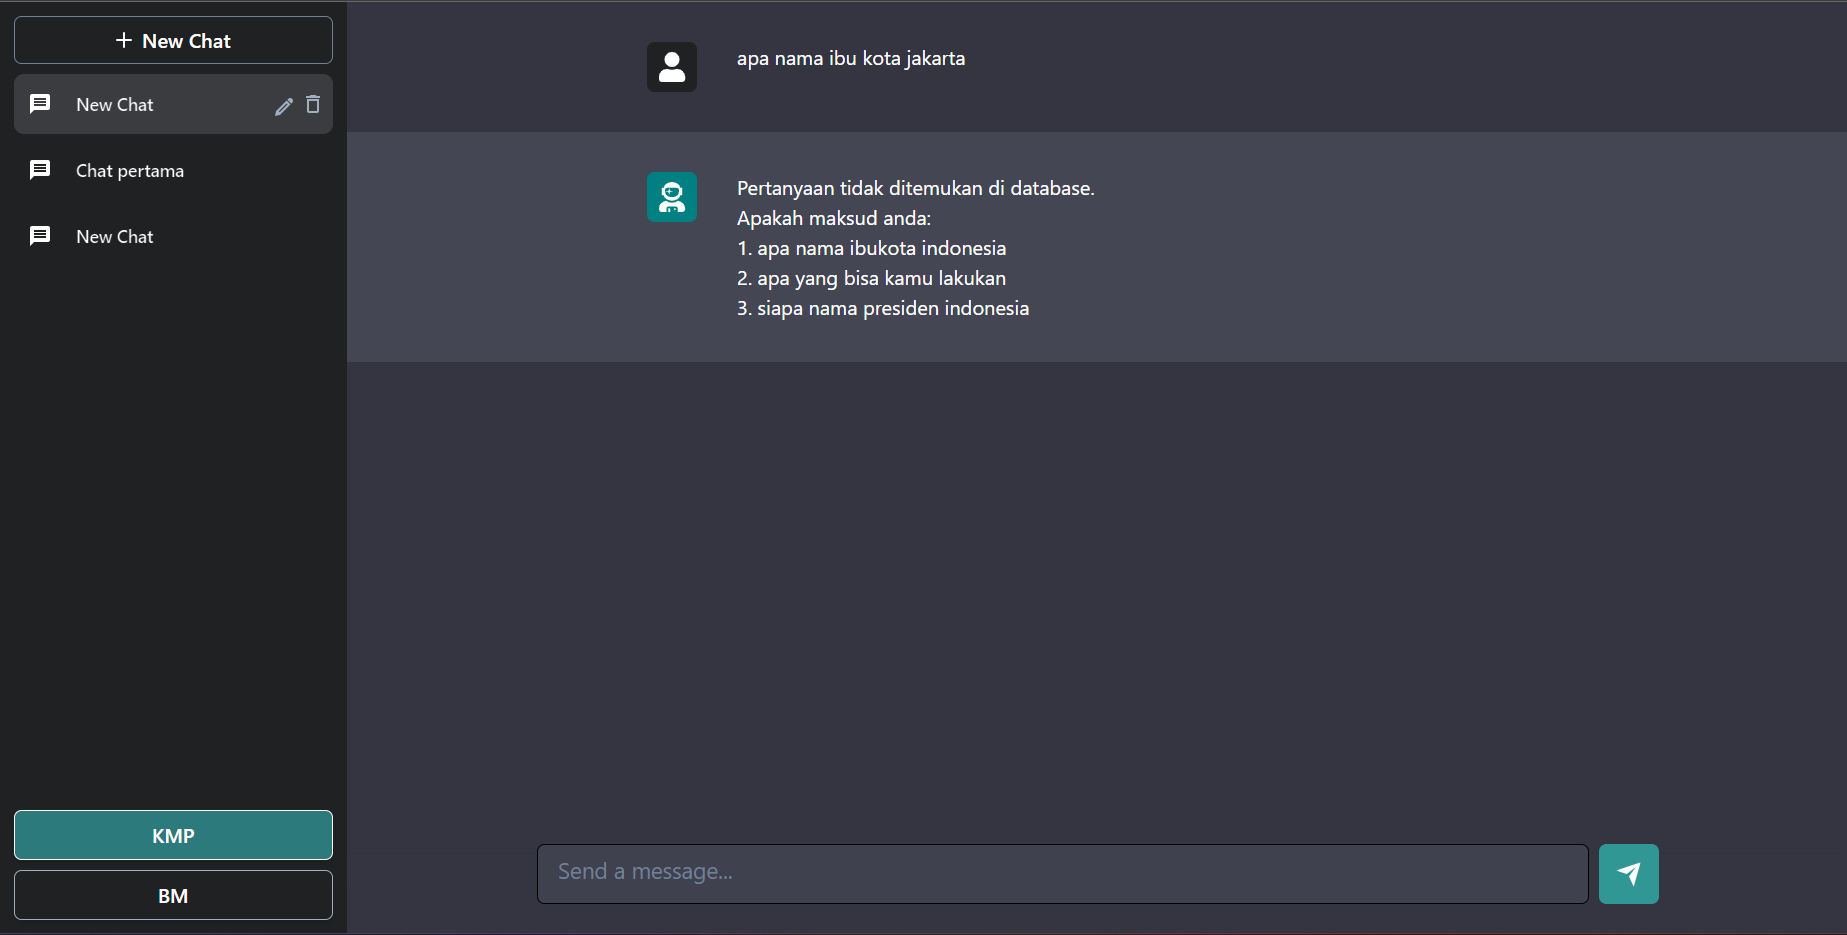 New Chat
New Chat
Chat pertama
New Chat
KMP
BM
apa nama ibu kota jakarta
Pertanyaan tidak ditemukan di database.
Apakah maksud anda:
1. apa nama ibukota indonesia
2. apa yang bisa kamu lakukan
3. siapa nama presiden indonesia
Send a message...